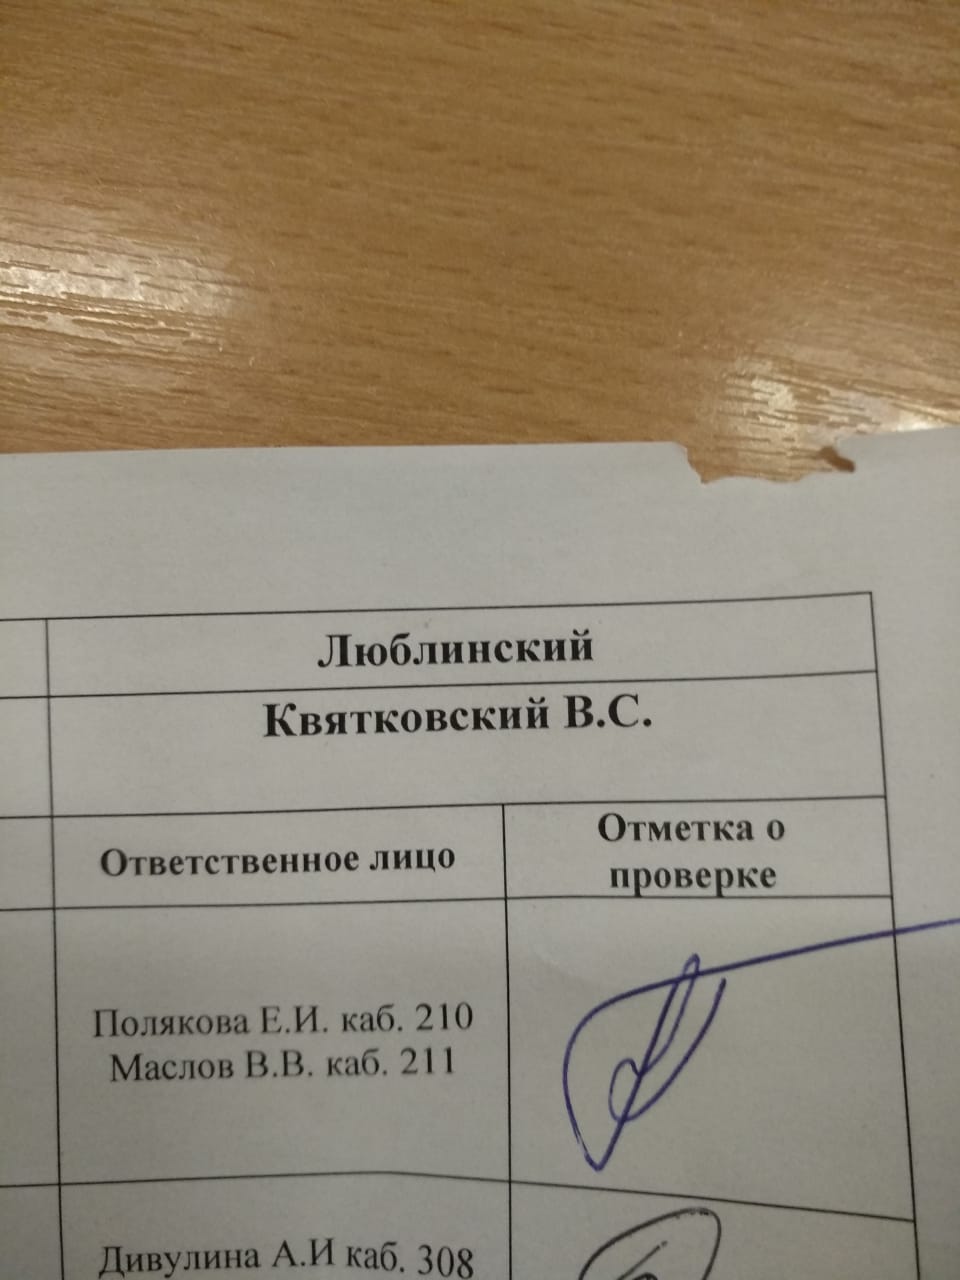 Люблинский
Квятковский В.С.
Ответственное лицо
Отметка о
проверке
Полякова Е.И. каб. 210
Маслов В.В. каб. 211
Дивулина А.И каб. 308